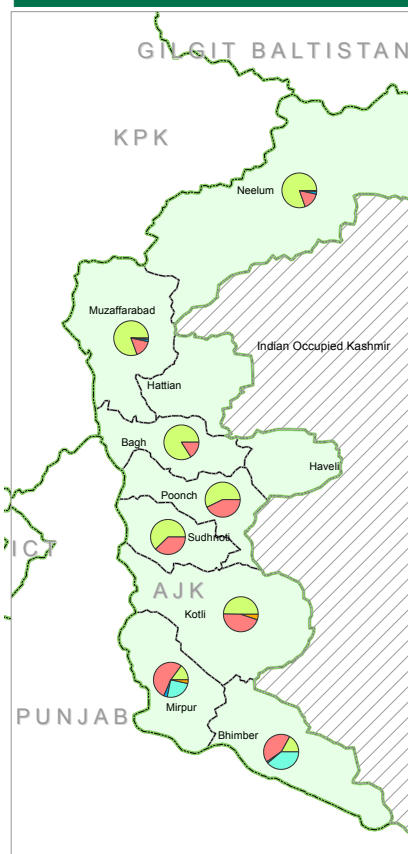 GILGIT BALTISTAN
KPK
Neelum
Muzaffarabad
Indian Occupied Kashmir
Hattian
Bagh
Haveli
Poonch
Sudhnoti
ICT
AJK
Kotli
Mirpur
PUNJAB
Bhimber